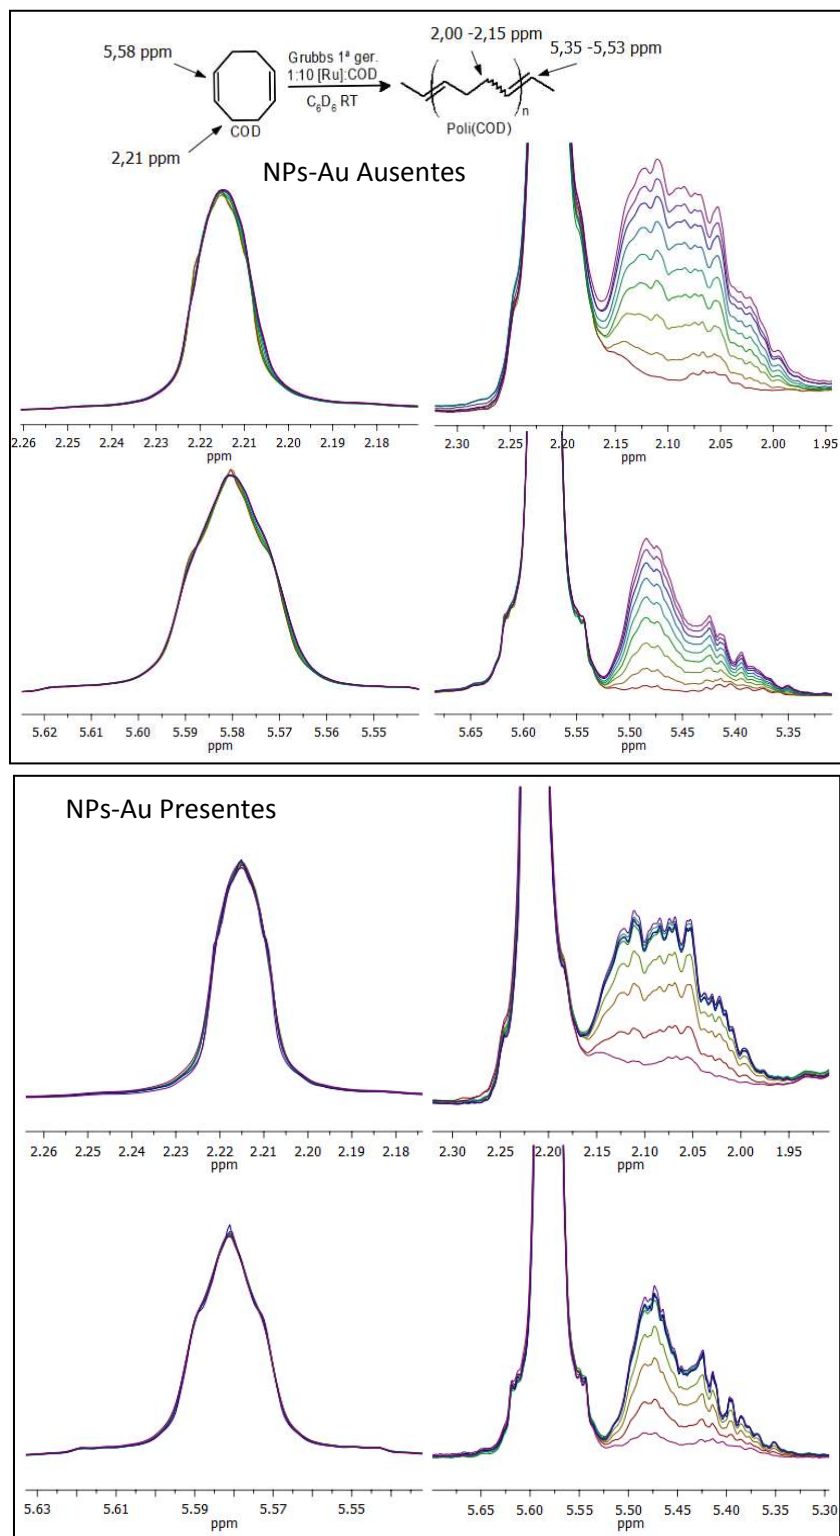 5,58 ppm
2,21 ppm
COD
Grubbs 1ª ger.
1:10 [Ru]:COD
C6D6 RT
2,00 -2,15 ppm
5,35 -5,53 ppm
n
Poli(COD)
NPs-Au Ausentes
2.26 2.25 2.24 2.23 2.22 2.21 2.20 2.19 2.18
ppm
2.30 2.25 2.20 2.15 2.10 2.05 2.00 1.95
ppm
5.62 5.61 5.60 5.59 5.58 5.57 5.56 5.55
ppm
5.65 5.60 5.55 5.50 5.45 5.40 5.35
ppm
NPs-Au Presentes
2.26 2.25 2.24 2.23 2.22 2.21 2.20 2.19 2.18
ppm
2.30 2.25 2.20 2.15 2.10 2.05 2.00 1.95
ppm
5.63 5.61 5.59 5.57 5.55
ppm
5.65 5.60 5.55 5.50 5.45 5.40 5.35 5.30
ppm